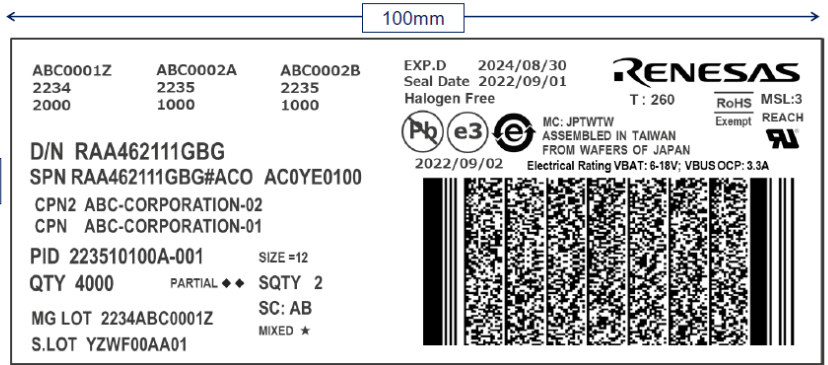 100mm
ABC0001Z ABC0002A ABC0002B
2234 2235 2235
2000 1000 1000
EXP.D 2024/08/30
Seal Date 2022/09/01
Halogen Free
RENESAS
T : 260 RoHS MSL:3
Exempt REACH
Pb e3 e
MC: JPTWTW
ASSEMBLED IN TAIWAN
FROM WAFERS OF JAPAN
2022/09/02 Electrical Rating VBAT: 6-18V; VBUS OCP: 3.3A
D/N RAA462111GBG
SPN RAA462111GBG#ACO AC0YE0100
CPN2 ABC-CORPORATION-02
CPN ABC-CORPORATION-01
PID 223510100A-001 SIZE =12
QTY 4000 PARTIAL ◆◆ SQTY 2
SC: AB
MG LOT 2234ABC0001Z MIXED ★
S.LOT YZWF00AA01